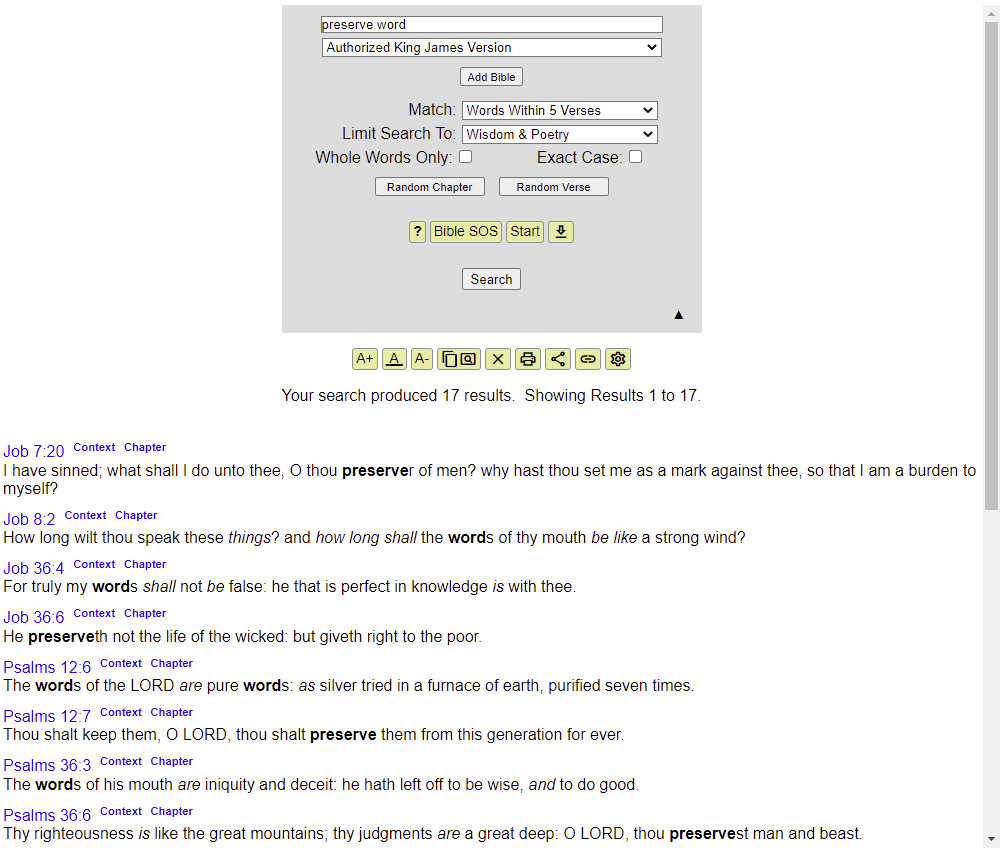 preserve word
Authorized King James Version
Add Bible
Match: Words Within 5 Verses
Limit Search To: Wisdom & Poetry
Whole Words Only: Exact Case:
Random Chapter Random Verse
? Bible SOS Start
Search
▲
A+ A A-
Your search produced 17 results. Showing Results 1 to 17.
Job 7:20 Context Chapter
I have sinned; what shall I do unto thee, O thou preserver of men? why hast thou set me as a mark against thee, so that I am a burden to
myself?
Job 8:2 Context Chapter
How long wilt thou speak these things? and how long shall the words of thy mouth be like a strong wind?
Job 36:4 Context Chapter
For truly my words shall not be false: he that is perfect in knowledge is with thee.
Job 36:6 Context Chapter
He preserveth not the life of the wicked: but giveth right to the poor.
Psalms 12:6 Context Chapter
The words of the LORD are pure words: as silver tried in a furnace of earth, purified seven times.
Psalms 12:7 Context Chapter
Thou shalt keep them, O LORD, thou shalt preserve them from this generation for ever.
Psalms 36:3 Context Chapter
The words of his mouth are iniquity and deceit: he hath left off to be wise, and to do good.
Psalms 36:6 Context Chapter
Thy righteousness is like the great mountains; thy judgments are a great deep: O LORD, thou preservest man and beast.